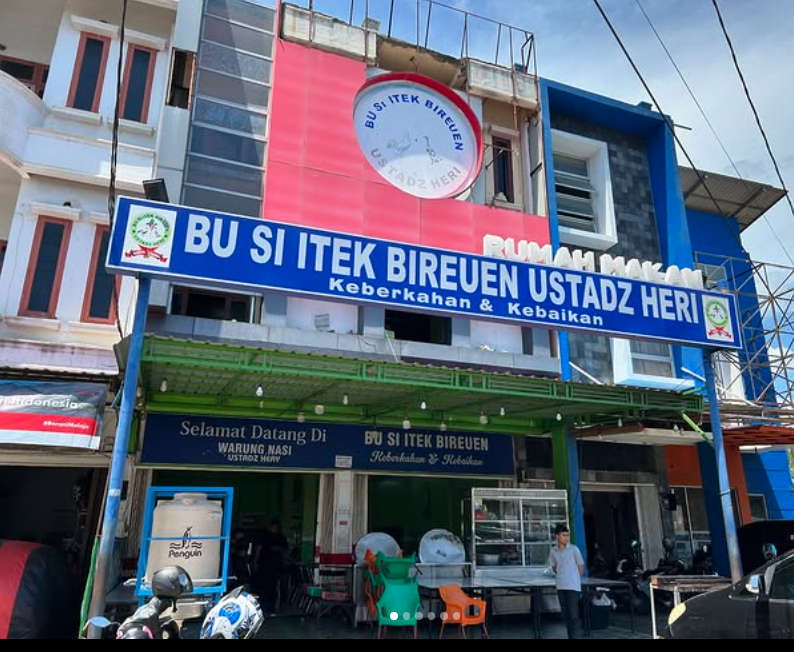 BU SI ITEK BIREUEN
USTADZ HERI
RUMAH MAKAN
BU SI ITEK BIREUEN USTADZ HERI
Keberkahan & Kebaikan
Selamat Datang Di
WARUNG NASI
USTADZ HERY
BU SI ITEK BIREUEN
Keberkahan & Kebaikan
ndonesia
Penguin